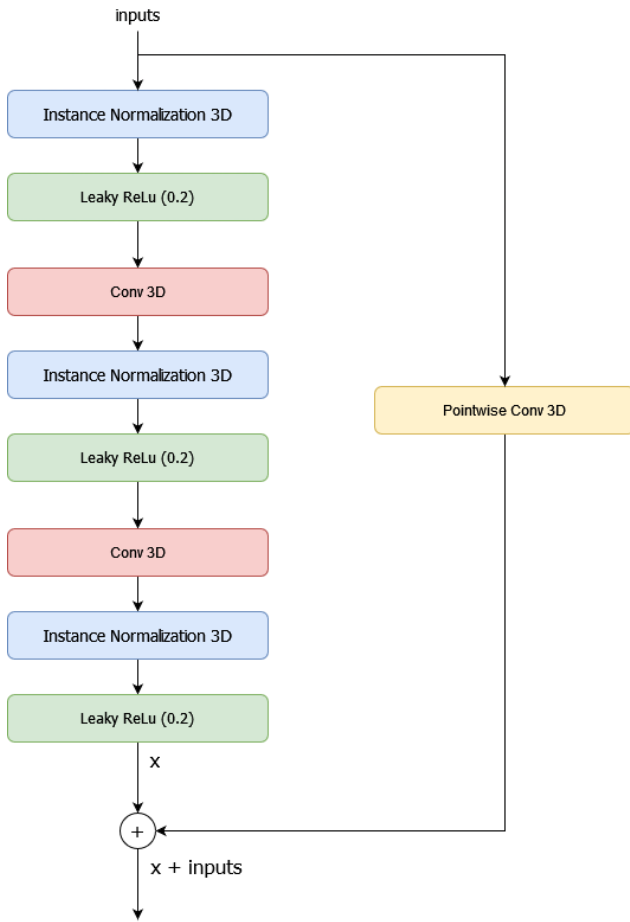 inputs
Instance Normalization 3D
Leaky ReLu (0.2)
Conv 3D
Instance Normalization 3D
Pointwise Conv 3D
Leaky ReLu (0.2)
Conv 3D
Instance Normalization 3D
Leaky ReLu (0.2)
x
+
x + inputs